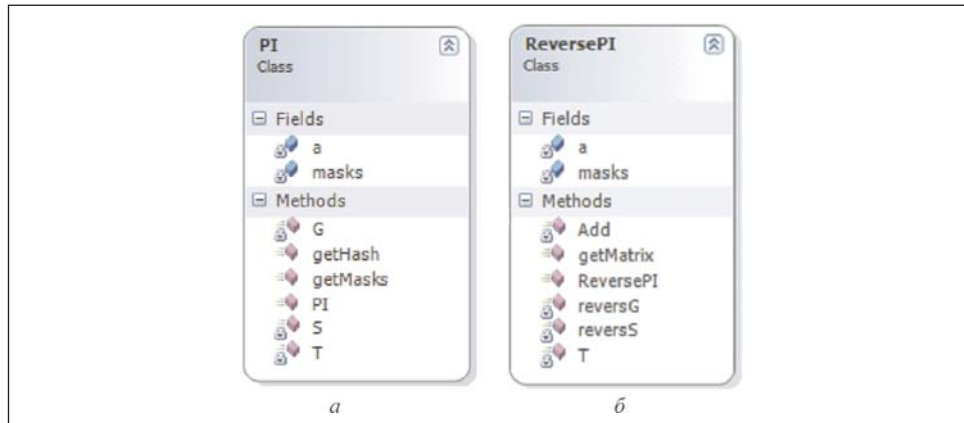 PI
Class
Fields
a
masks
Methods
G
getHash
getMasks
PI
S
T
а
ReversePI
Class
Fields
a
masks
Methods
Add
getMatrix
ReversePI
reversG
reversS
T
б